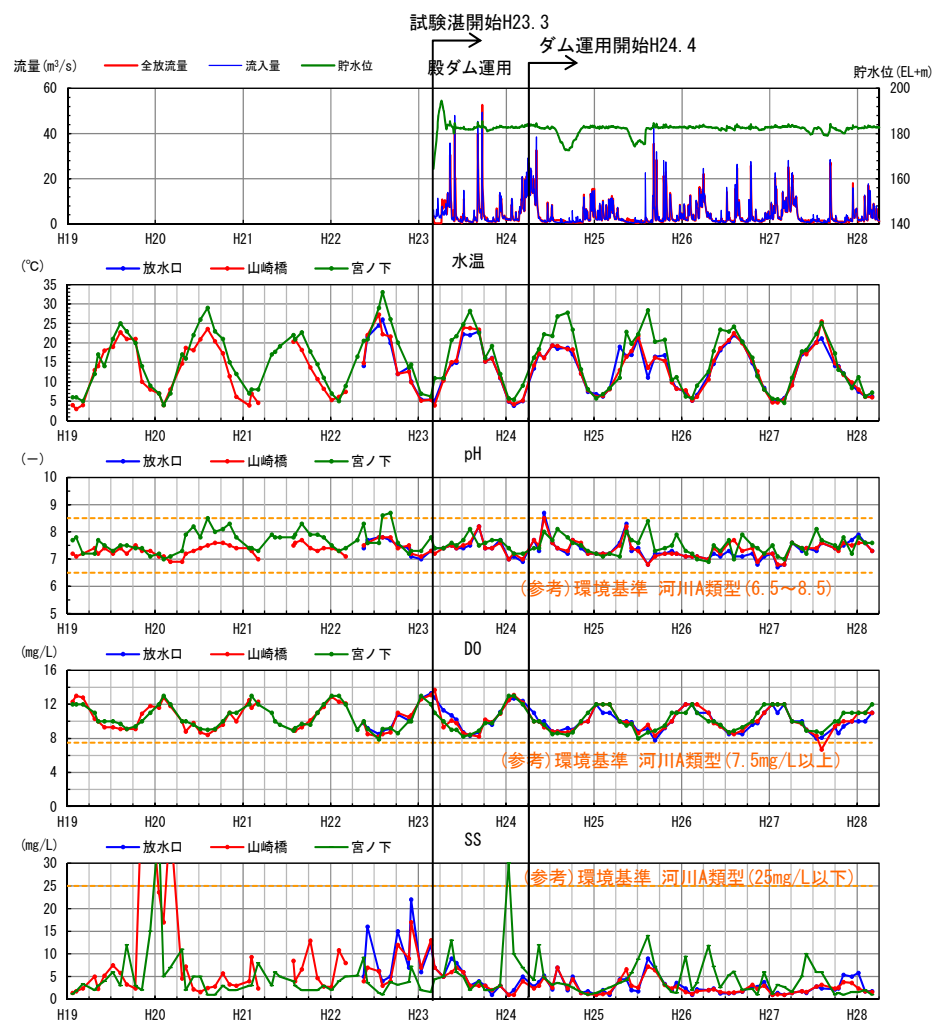 試験湛開始H23.3
ダム運用開始H24.4
殿ダム運用
流量(m³/s) 全放流量 流入量 貯水位 貯水位(EL+m)
60 200
40 180
20 160
0 140
H19 H20 H21 H22 H23 H24 H25 H26 H27 H28
水温
(℃) 放水口 山崎橋 宮ノ下
35
30
25
20
15
10
5
0
H19 H20 H21 H22 H23 H24 H25 H26 H27 H28
pH
(－) 放水口 山崎橋 宮ノ下
10
9
8
7
6
(参考)環境基準 河川A類型(6.5～8.5)
5
H19 H20 H21 H22 H23 H24 H25 H26 H27 H28
DO
(mg/L) 放水口 山崎橋 宮ノ下
16
12
8
(参考)環境基準 河川A類型(7.5mg/L以上)
4
0
H19 H20 H21 H22 H23 H24 H25 H26 H27 H28
SS
(mg/L) 放水口 山崎橋 宮ノ下
30
(参考)環境基準 河川A類型(25mg/L以下)
25
20
15
10
5
0
H19 H20 H21 H22 H23 H24 H25 H26 H27 H28